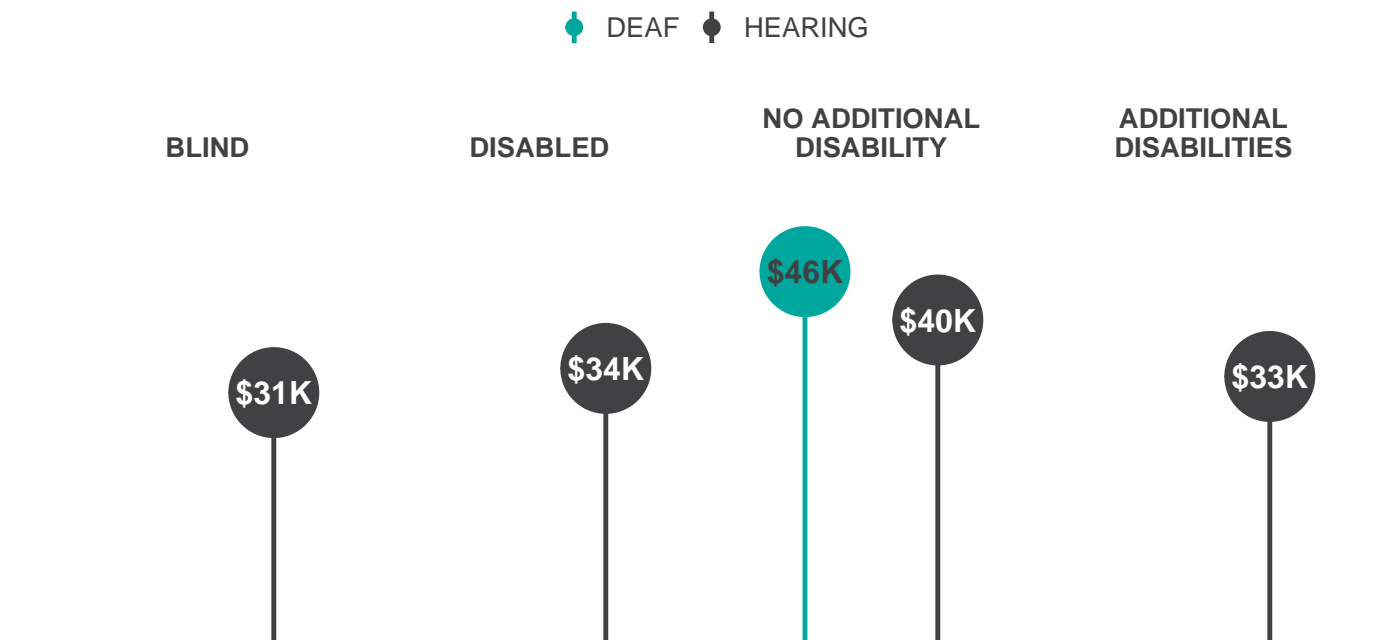 DEAF HEARING
BLIND
DISABLED
NO ADDITIONAL
DISABILITY
ADDITIONAL
DISABILITIES
$46K
$40K
$34K
$33K
$31K